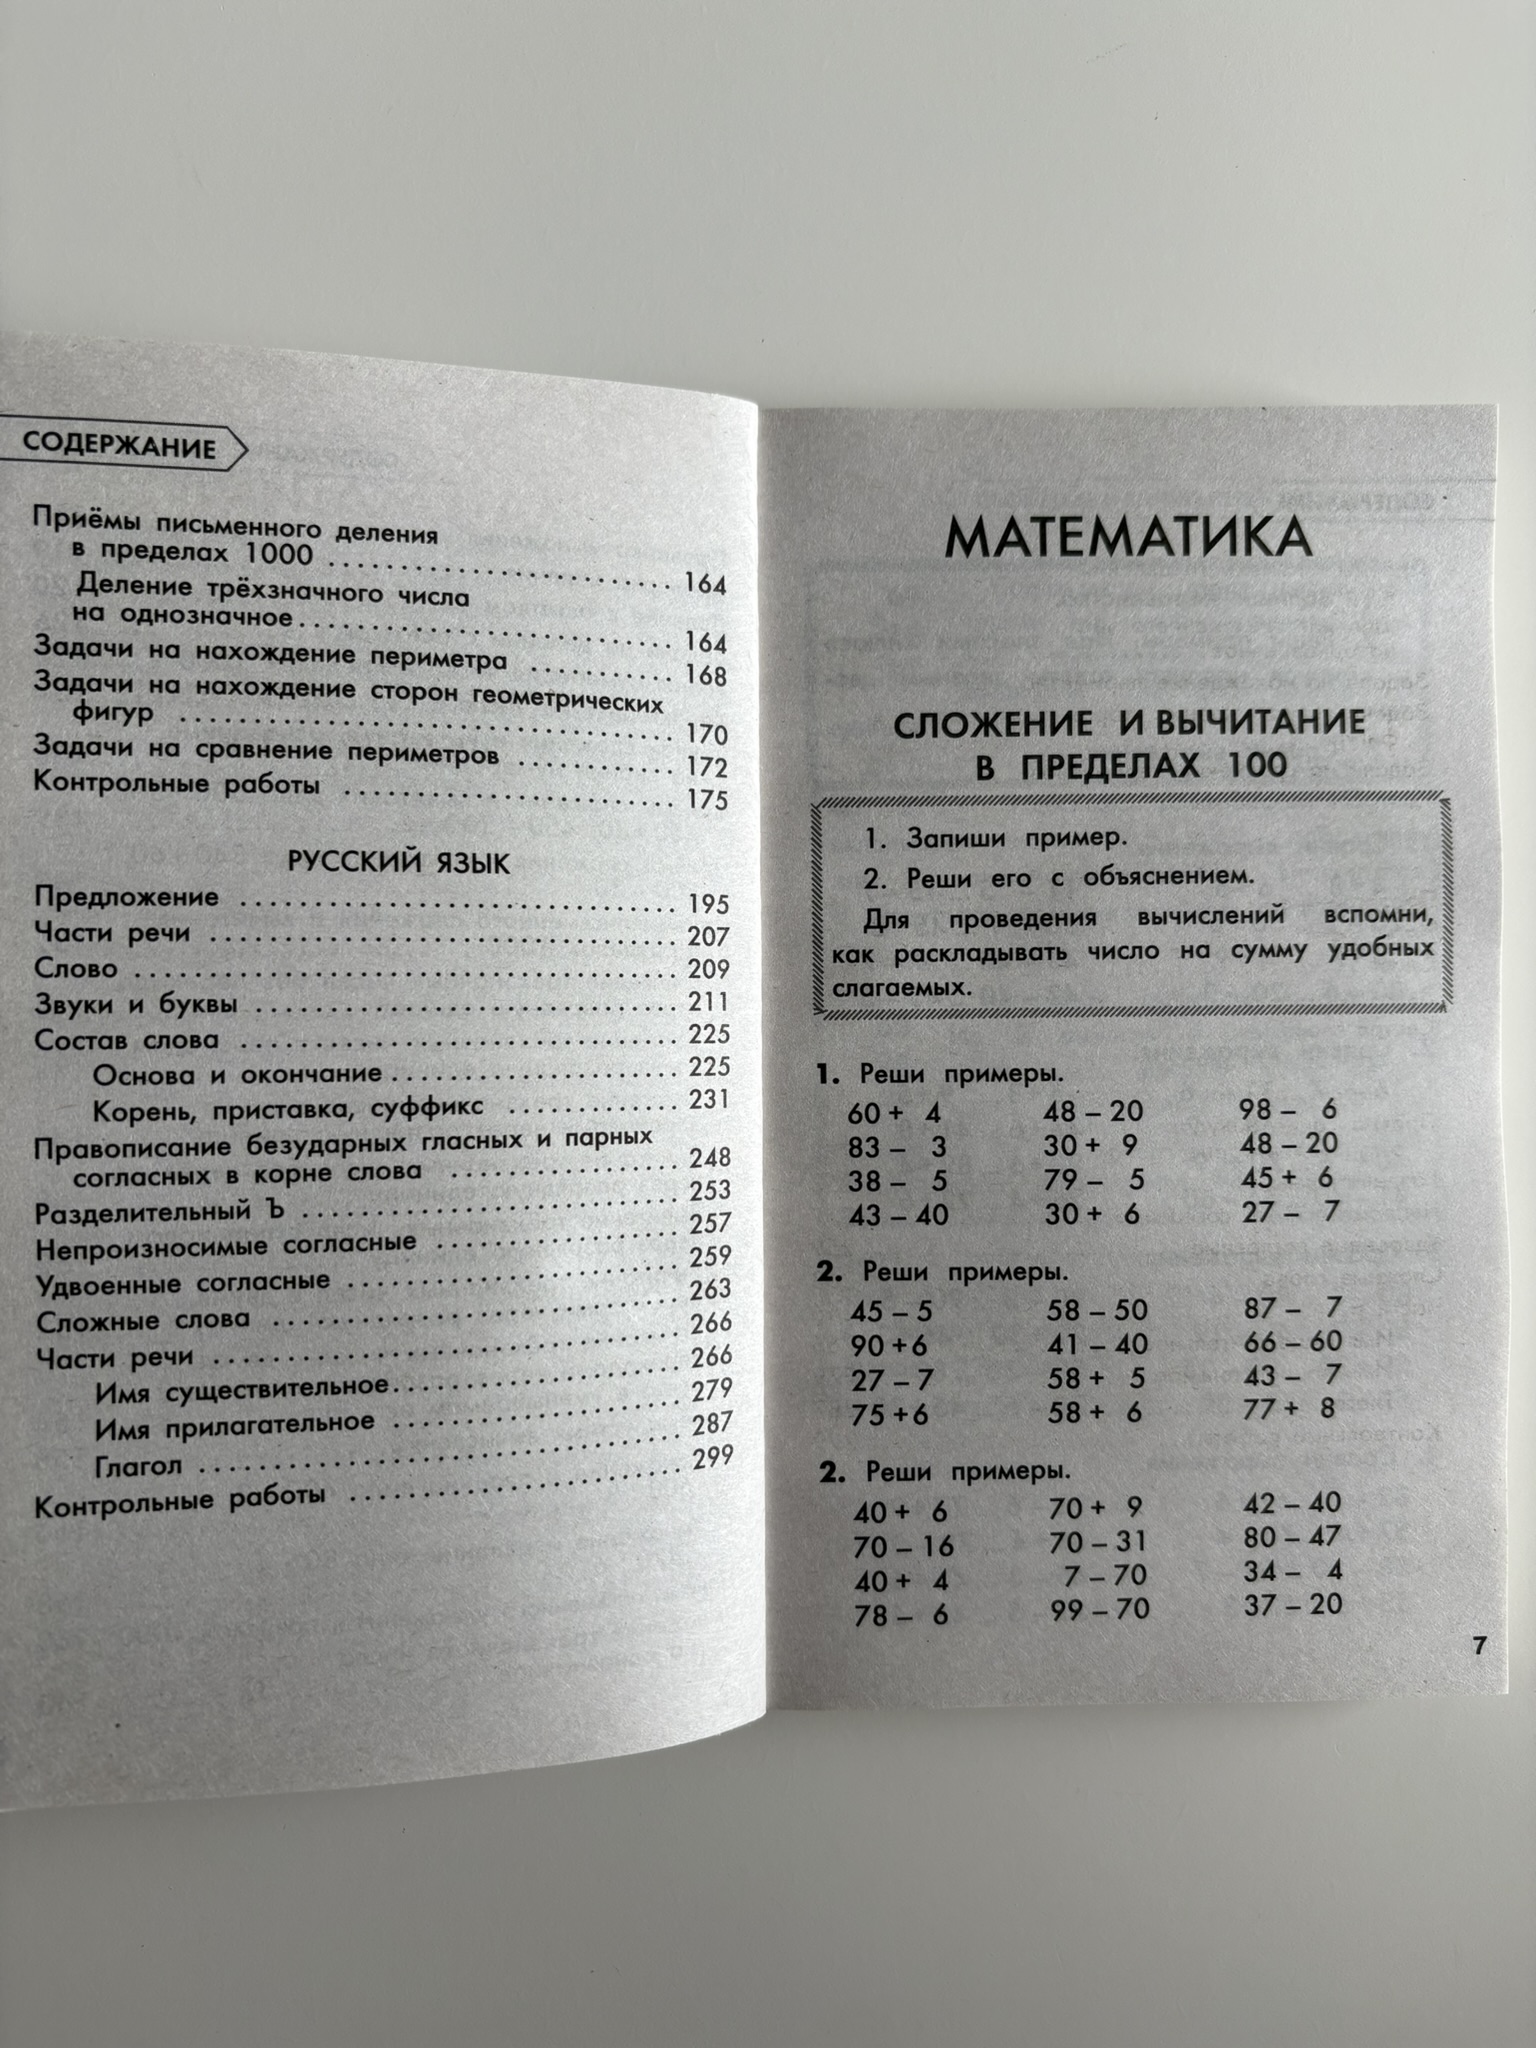 СОДЕРЖАНИЕ
Приёмы письменного деления
в пределах 1000 ............................ 164
Деление трёхзначного числа
на однозначное............................ 164
Задачи на нахождение периметра ........... 168
Задачи на нахождение сторон геометрических
фигур ...................................... 170
Задачи на сравнение периметров ............ 172
Контрольные работы ........................ 175
РУССКИЙ ЯЗЫК
Предложение ............................... 195
Части речи ................................. 207
Слово ...................................... 209
Звуки и буквы .............................. 211
Состав слова ............................... 225
Основа и окончание..................... 225
Корень, приставка, суффикс ............. 231
Правописание безударных гласных и парных
согласных в корне слова ................. 248
Разделительный Ъ .......................... 253
Непроизносимые согласные ................. 257
Удвоенные согласные ....................... 259
Сложные слова ............................. 263
Части речи ................................. 266
Имя существительное..................... 266
Имя прилагательное ..................... 279
Глагол .................................. 287
Контрольные работы ........................ 299
МАТЕМАТИКА
СЛОЖЕНИЕ И ВЫЧИТАНИЕ
В ПРЕДЕЛАХ 100
1. Запиши пример.
2. Реши его с объяснением.
Для проведения вычислений вспомни,
как раскладывать число на сумму удобных
слагаемых.
1. Реши примеры.
60 + 4 48 – 20 98 – 6
83 – 3 30 + 9 48 – 20
38 – 5 79 – 5 45 + 6
43 – 40 30 + 6 27 – 7
2. Реши примеры.
45 – 5 58 – 50 87 – 7
90 + 6 41 – 40 66 – 60
27 – 7 58 + 5 43 – 7
75 + 6 58 + 6 77 + 8
2. Реши примеры.
40 + 6 70 + 9 42 – 40
70 – 16 70 – 31 80 – 47
40 + 4 7 – 70 34 – 4
78 – 6 99 – 70 37 – 20
7